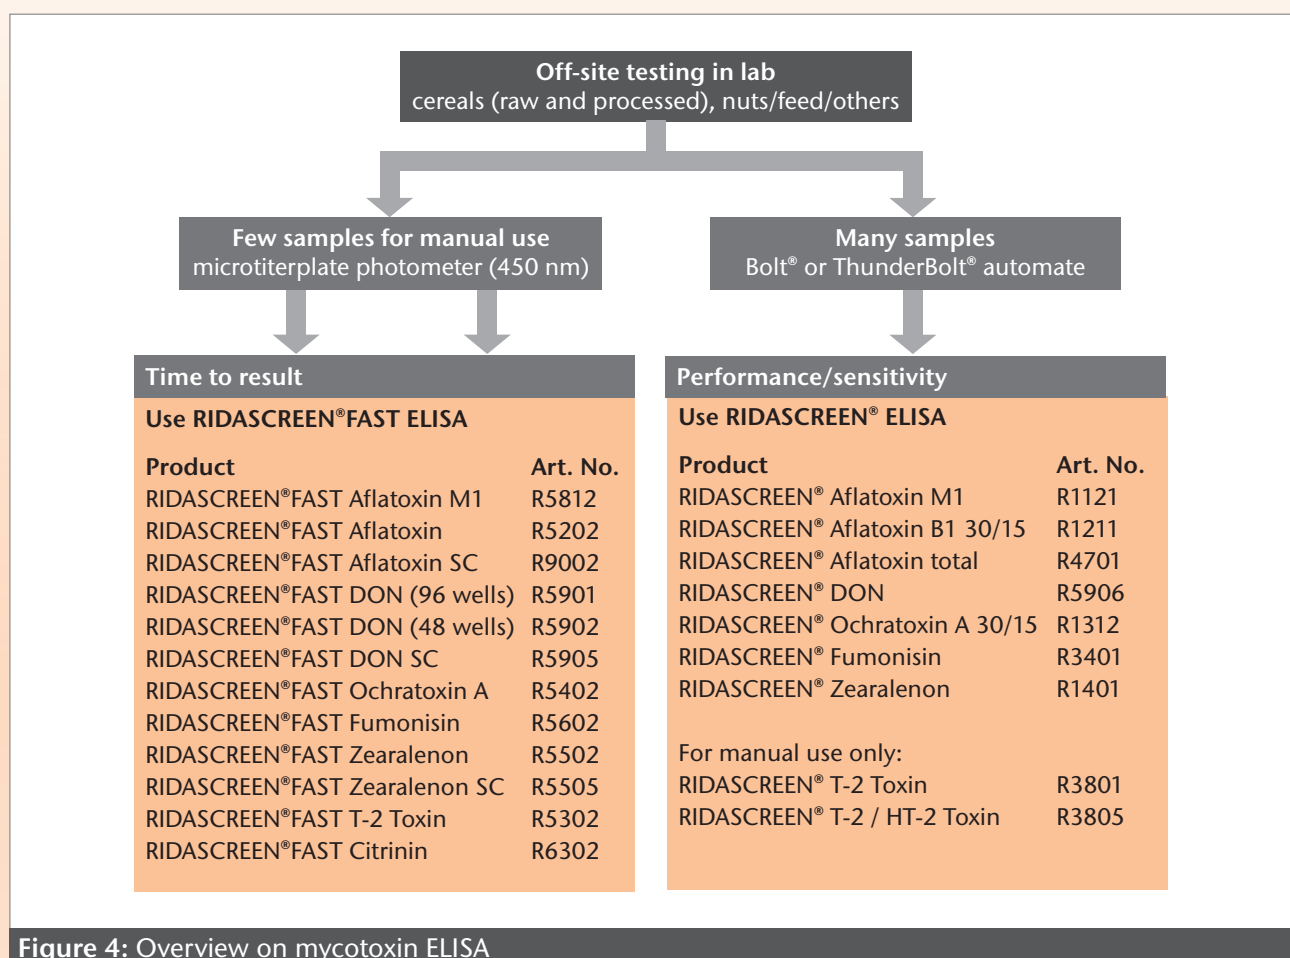 Off-site testing in lab
cereals (raw and processed), nuts/feed/others
Few samples for manual use
microtiterplate photometer (450 nm)
Many samples
Bolt® or ThunderBolt® automate
Time to result
Use RIDASCREEN®FAST ELISA
Product Art. No.
RIDASCREEN®FAST Aflatoxin M1 R5812
RIDASCREEN®FAST Aflatoxin R5202
RIDASCREEN®FAST Aflatoxin SC R9002
RIDASCREEN®FAST DON (96 wells) R5901
RIDASCREEN®FAST DON (48 wells) R5902
RIDASCREEN®FAST DON SC R5905
RIDASCREEN®FAST Ochratoxin A R5402
RIDASCREEN®FAST Fumonisin R5602
RIDASCREEN®FAST Zearalenon R5502
RIDASCREEN®FAST Zearalenon SC R5505
RIDASCREEN®FAST T-2 Toxin R5302
RIDASCREEN®FAST Citrinin R6302
Performance/sensitivity
Use RIDASCREEN® ELISA
Product Art. No.
RIDASCREEN® Aflatoxin M1 R1121
RIDASCREEN® Aflatoxin B1 30/15 R1211
RIDASCREEN® Aflatoxin total R4701
RIDASCREEN® DON R5906
RIDASCREEN® Ochratoxin A 30/15 R1312
RIDASCREEN® Fumonisin R3401
RIDASCREEN® Zearalenon R1401
For manual use only:
RIDASCREEN® T-2 Toxin R3801
RIDASCREEN® T-2 / HT-2 Toxin R3805
Figure 4: Overview on mycotoxin ELISA